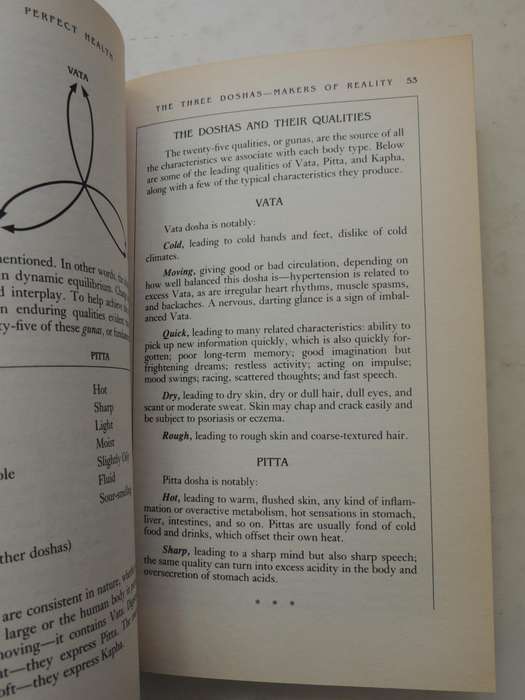 PERFECT HEALTH
VATA
mentioned. In other words, the
n dynamic equilibrium.
d interplay. To help achieve
n enduring qualities evident
ty-five of these gunas, or
PITTA
Hot
Sharp
Light
Moist
Slightly Oily
Fluid
Sour-smelling
ble
ther doshas)
are consistent in nature,
large or the human body is
moving—it contains Vata.
at—they express Pitta. The
oft—they express Kapha.
THE THREE DOSHAS—MAKERS OF REALITY 53
THE DOSHAS AND THEIR QUALITIES
The twenty-five qualities, or gunas, are the source of all
the characteristics we associate with each body type. Below
are some of the leading qualities of Vata, Pitta, and Kapha,
along with a few of the typical characteristics they produce.
VATA
Vata dosha is notably:
Cold, leading to cold hands and feet, dislike of cold
climates.
Moving, giving good or bad circulation, depending on
how well balanced this dosha is—hypertension is related to
excess Vata, as are irregular heart rhythms, muscle spasms,
and backaches. A nervous, darting glance is a sign of imbal-
anced Vata.
Quick, leading to many related characteristics: ability to
pick up new information quickly, which is also quickly for-
gotten; poor long-term memory; good imagination but
frightening dreams; restless activity; acting on impulse;
mood swings; racing, scattered thoughts; and fast speech.
Dry, leading to dry skin, dry or dull hair, dull eyes, and
scant or moderate sweat. Skin may chap and crack easily and
be subject to psoriasis or eczema.
Rough, leading to rough skin and coarse-textured hair.
PITTA
Pitta dosha is notably:
Hot, leading to warm, flushed skin, any kind of inflam-
mation or overactive metabolism, hot sensations in stomach,
liver, intestines, and so on. Pittas are usually fond of cold
food and drinks, which offset their own heat.
Sharp, leading to a sharp mind but also sharp speech;
the same quality can turn into excess acidity in the body and
oversecretion of stomach acids.
* * *